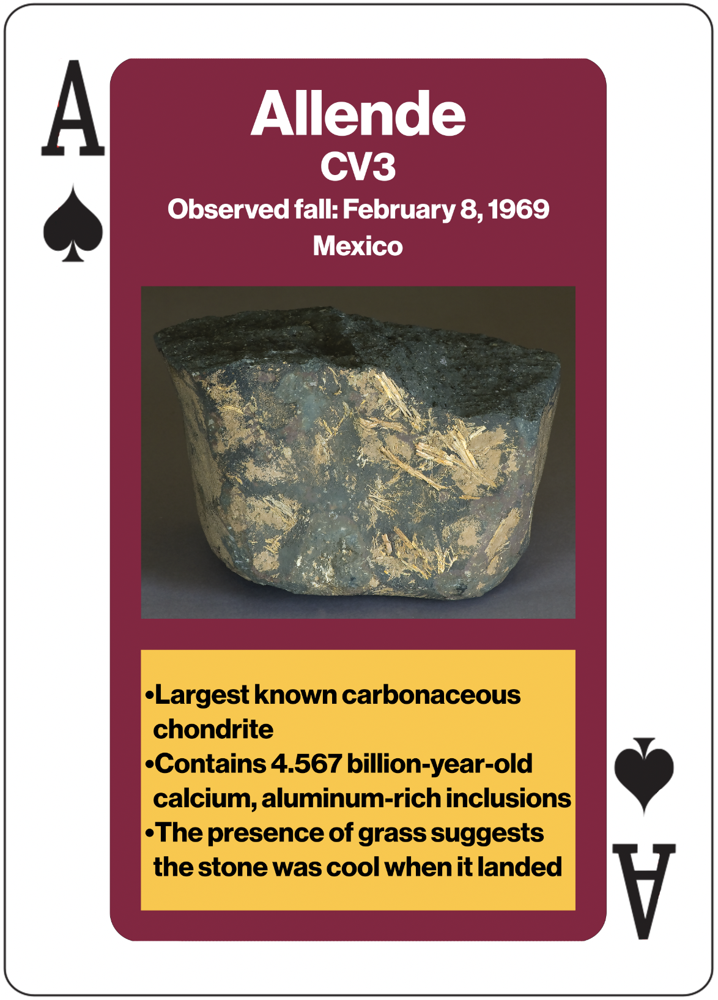 A
Allende
CV3
Observed fall: February 8, 1969
Mexico
•Largest known carbonaceous
chondrite
•Contains 4.567 billion-year-old
calcium, aluminum-rich inclusions
•The presence of grass suggests
the stone was cool when it landed
A